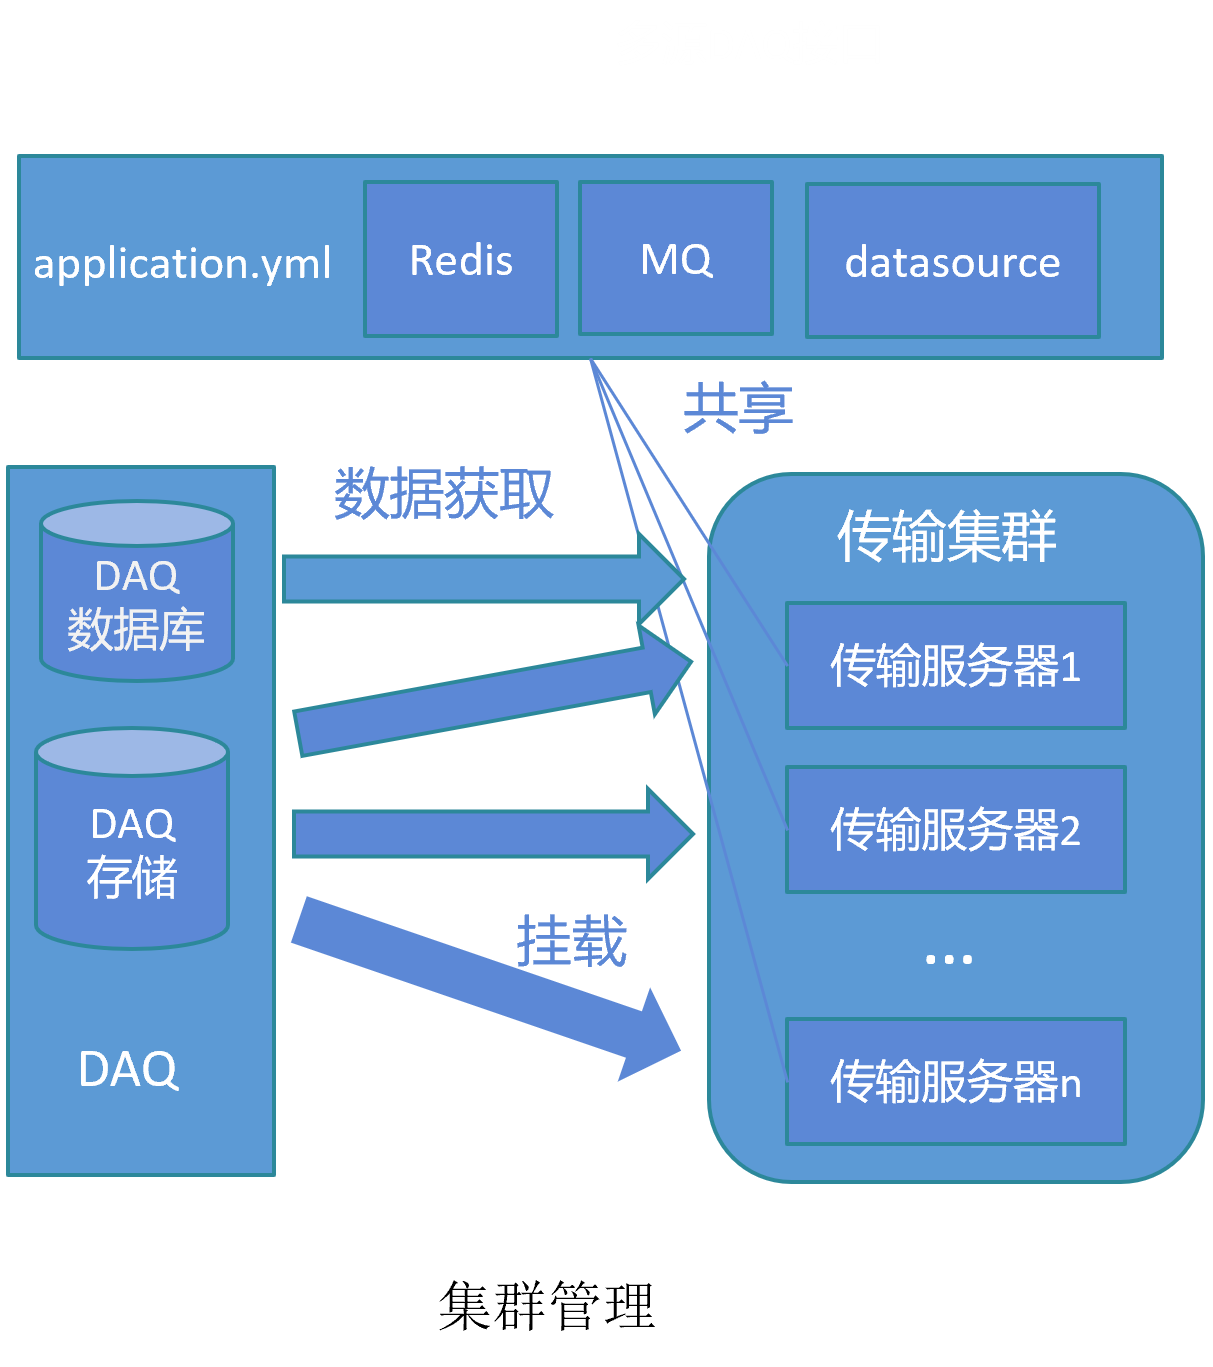 application.yml
Redis
MQ
datasource
共享
数据获取
DAQ
数据库
DAQ
存储
DAQ
挂载
传输集群
传输服务器1
传输服务器2
...
传输服务器n
集群管理